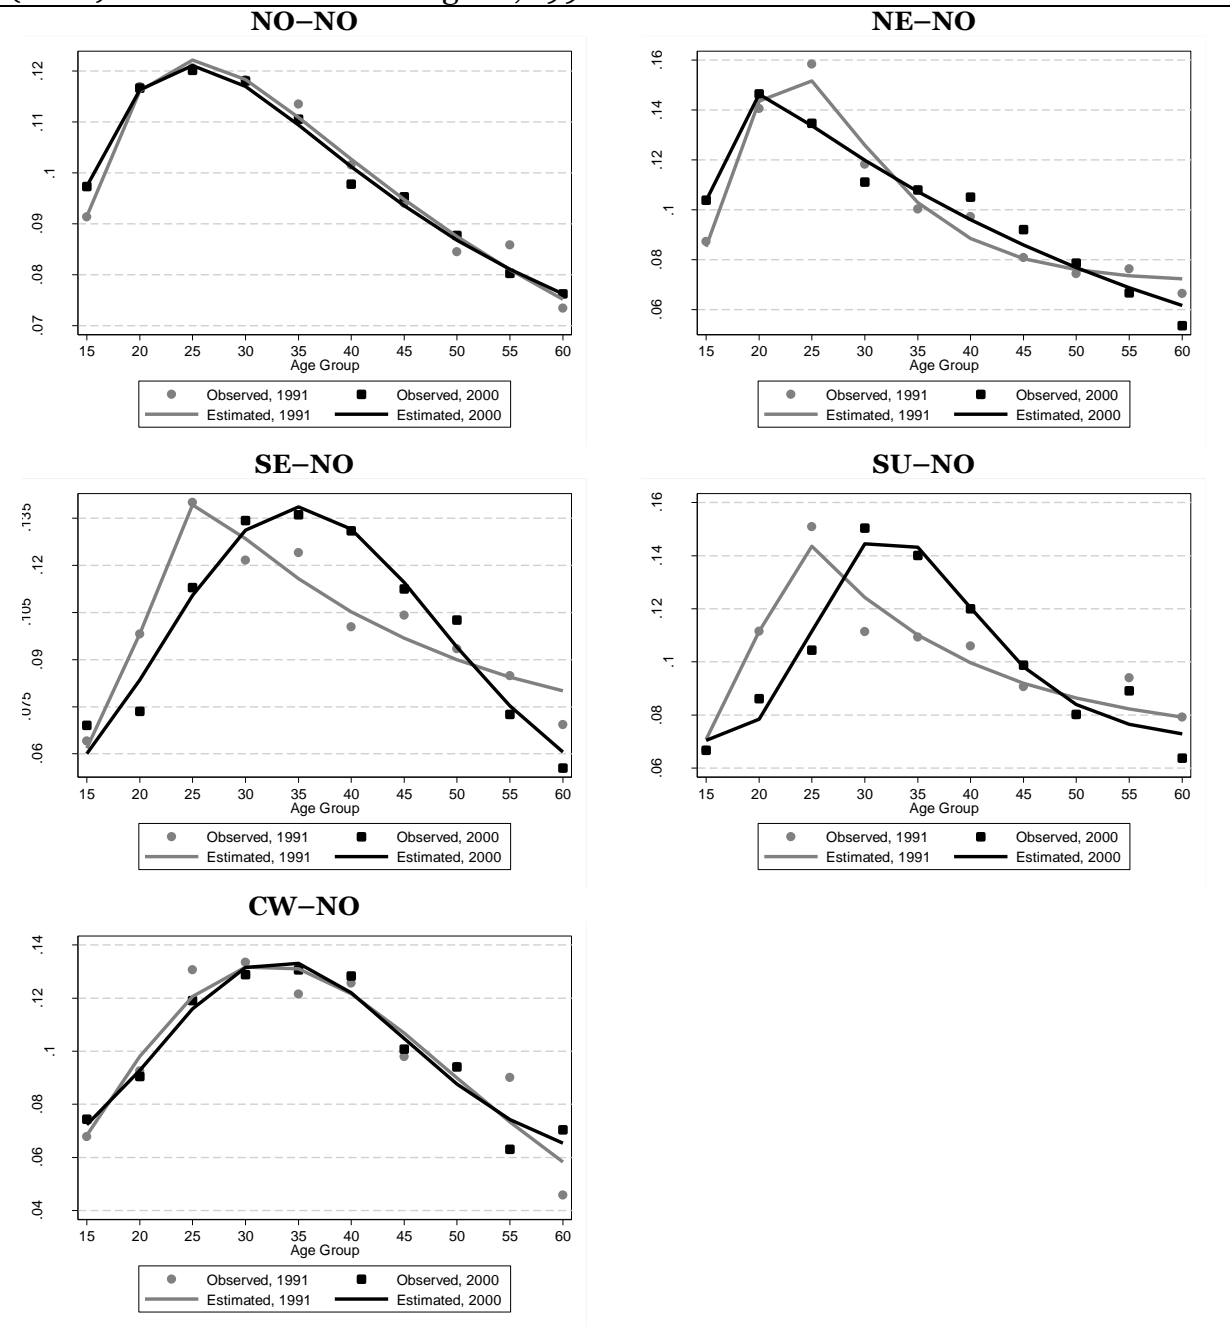 NO–NO
.12
.11
.1
.09
.08
.07
15 20 25 30 35 40 45 50 55 60
Age Group
Observed, 1991 Observed, 2000
Estimated, 1991 Estimated, 2000
NE–NO
.16
.14
.12
.1
.08
.06
15 20 25 30 35 40 45 50 55 60
Age Group
Observed, 1991 Observed, 2000
Estimated, 1991 Estimated, 2000
SE–NO
.135
.12
.105
.09
.075
.06
15 20 25 30 35 40 45 50 55 60
Age Group
Observed, 1991 Observed, 2000
Estimated, 1991 Estimated, 2000
SU–NO
.16
.14
.12
.1
.08
.06
15 20 25 30 35 40 45 50 55 60
Age Group
Observed, 1991 Observed, 2000
Estimated, 1991 Estimated, 2000
CW–NO
.14
.12
.1
.08
.06
.04
15 20 25 30 35 40 45 50 55 60
Age Group
Observed, 1991 Observed, 2000
Estimated, 1991 Estimated, 2000